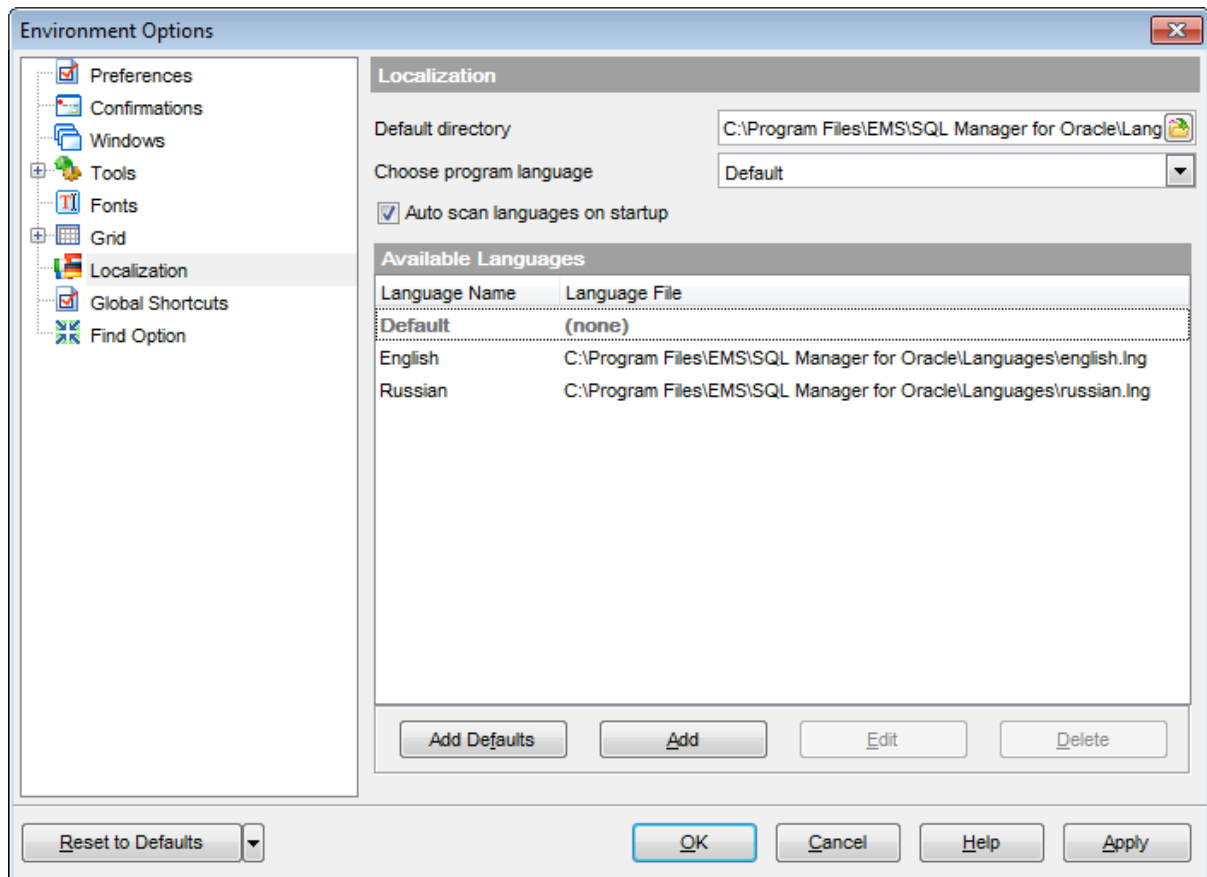 Environment Options
Preferences
Confirmations
Windows
Tools
Fonts
Grid
Localization
Global Shortcuts
Find Option
Localization
Default directory
C:\Program Files\EMS\SQL Manager for Oracle\Lang
Choose program language
Default
Auto scan languages on startup
Available Languages
Language Name Language File
Default (none)
English C:\Program Files\EMS\SQL Manager for Oracle\Languages\english.lng
Russian C:\Program Files\EMS\SQL Manager for Oracle\Languages\russian.lng
Add Defaults Add Edit Delete
Reset to Defaults OK Cancel Help Apply